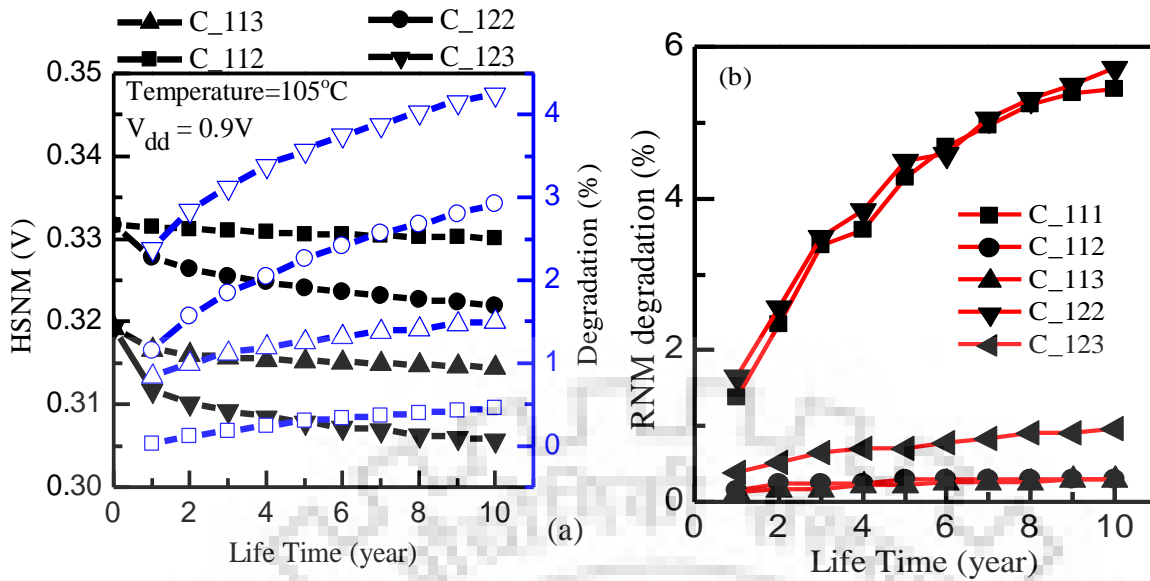 C_113
C_122
C_112
C_123
(a)
Temperature=105°C
V_dd = 0.9V
HSNM (V)
0.35
0.34
0.33
0.32
0.31
0.30
0 2 4 6 8 10
Life Time (year)
4
3
2
1
0
Degradation (%)
(b)
RNM degradation (%)
6
4
2
0
C_111
C_112
C_113
C_122
C_123
0 2 4 6 8 10
Life Time (year)
(a)